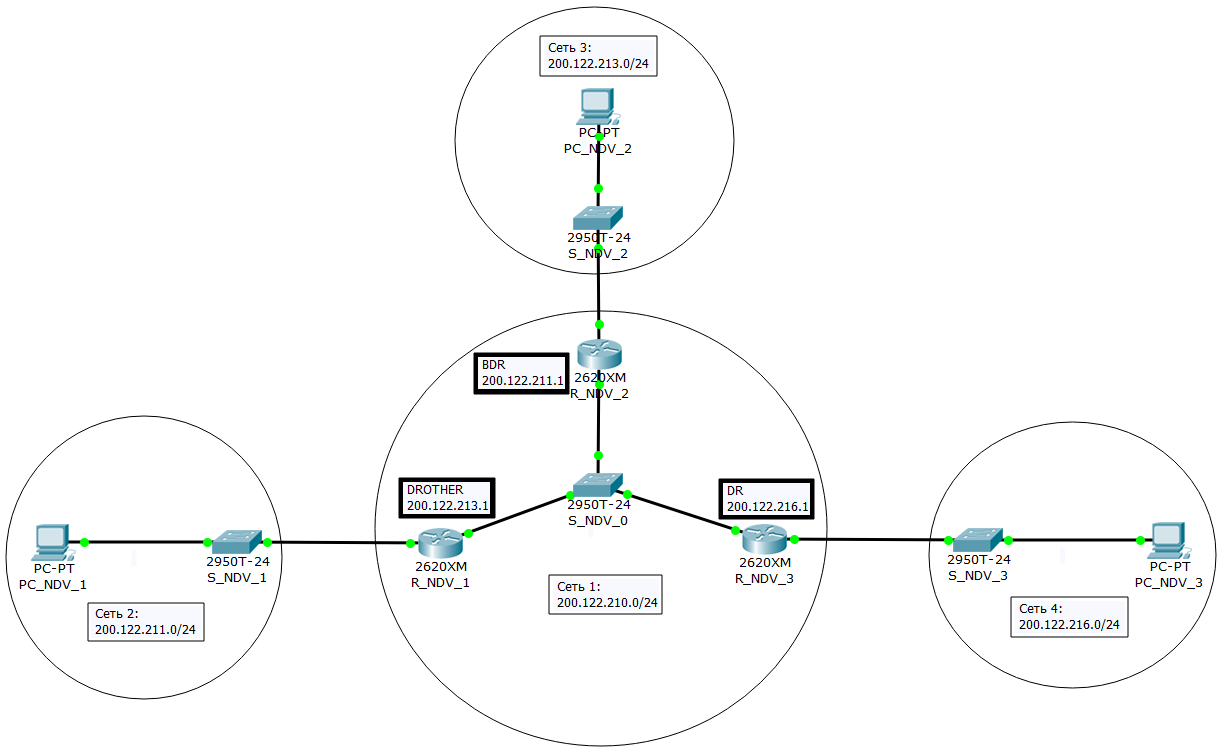 Сеть 3:
200.122.213.0/24
PC-PT
PC_NDV_2
2950T-24
S_NDV_2
BDR
200.122.211.1
2620XM
R_NDV_2
DROTHER
200.122.213.1
2950T-24
S_NDV_0
DR
200.122.216.1
PC-PT
PC_NDV_1
2950T-24
S_NDV_1
2620XM
R_NDV_1
2620XM
R_NDV_3
2950T-24
S_NDV_3
PC-PT
PC_NDV_3
Сеть 1:
200.122.210.0/24
Сеть 2:
200.122.211.0/24
Сеть 4:
200.122.216.0/24